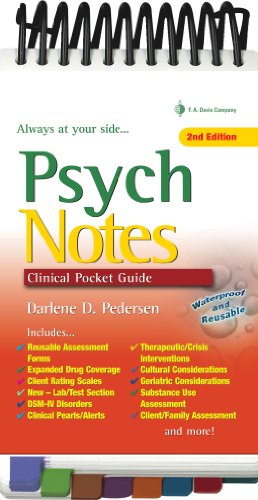 F. A. Davis Company
Always at your side...
2nd Edition
Psych
Notes
Clinical Pocket Guide
Darlene D. Pedersen
Waterproof
and
Reusable
Includes...
Reusable Assessment
Forms
Expanded Drug Coverage
Client Rating Scales
New – Lab/Test Section
DSM-IV Disorders
Clinical Pearls/Alerts
Therapeutic/Crisis
Interventions
Cultural Considerations
Geriatric Considerations
Substance Use
Assessment
Client/Family Assessment
and more!